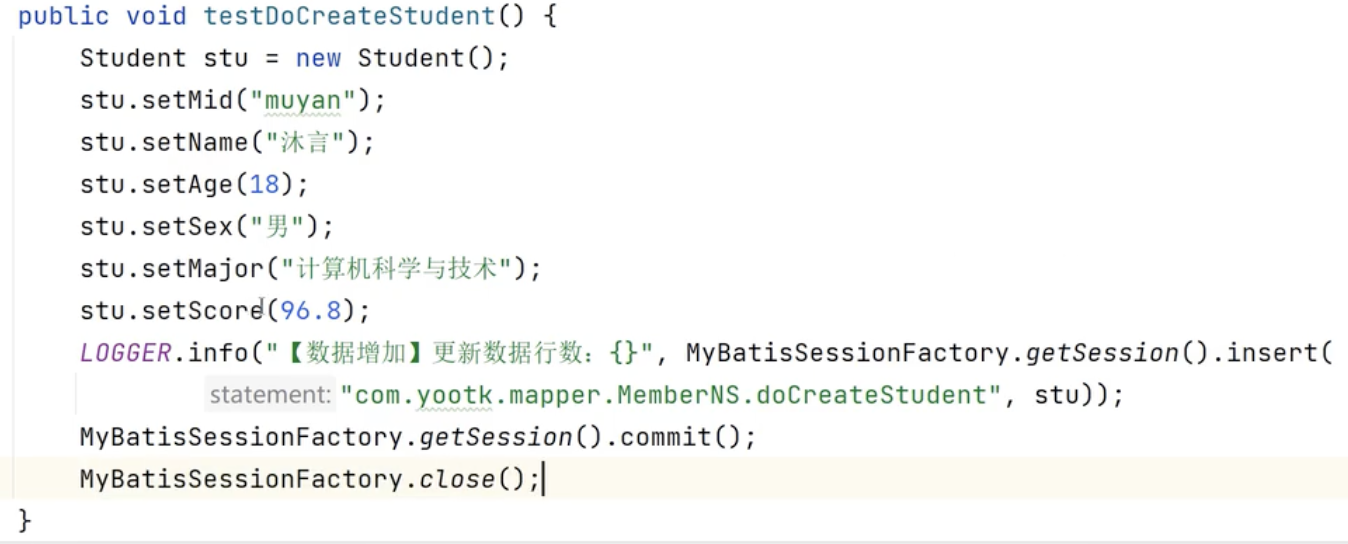 public void testDoCreateStudent() {
Student stu = new Student();
stu.setMid("muyan");
stu.setName("沐言");
stu.setAge(18);
stu.setSex("男");
stu.setMajor("计算机科学与技术");
stu.setScore(96.8);
LOGGER.info("【数据增加】更新数据行数：{}", MyBatisSessionFactory.getSession().insert(
statement: "com.yootk.mapper.MemberNS.doCreateStudent", stu));
MyBatisSessionFactory.getSession().commit();
MyBatisSessionFactory.close();
}